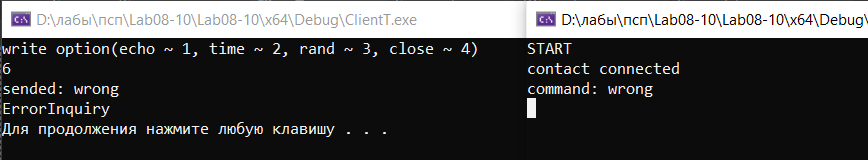 D:\лабы\псп\Lab08-10\Lab08-10\x64\Debug\ClientT.exe
write option(echo ~ 1, time ~ 2, rand ~ 3, close ~ 4)
6
sended: wrong
ErrorInquiry
Для продолжения нажмите любую клавишу . . .
D:\лабы\псп\Lab08-10\Lab08-10\x64\Debug\
START
contact connected
command: wrong